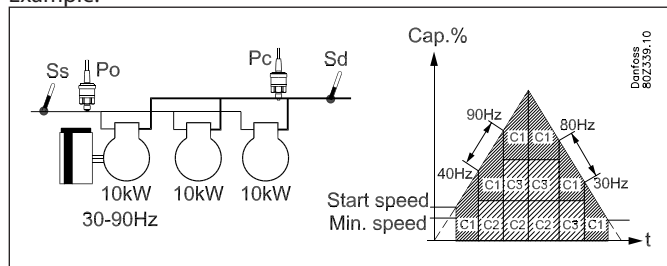 Example:
Ss
Po
Pc
Sd
10kW
10kW
10kW
30-90Hz
Cap.%
Danfoss
80Z339.10
90Hz
80Hz
40Hz
30Hz
C1 C1
C1 C3 C3 C1
Start speed
Min. speed
C1 C2 C2 C2 C3 C1
t